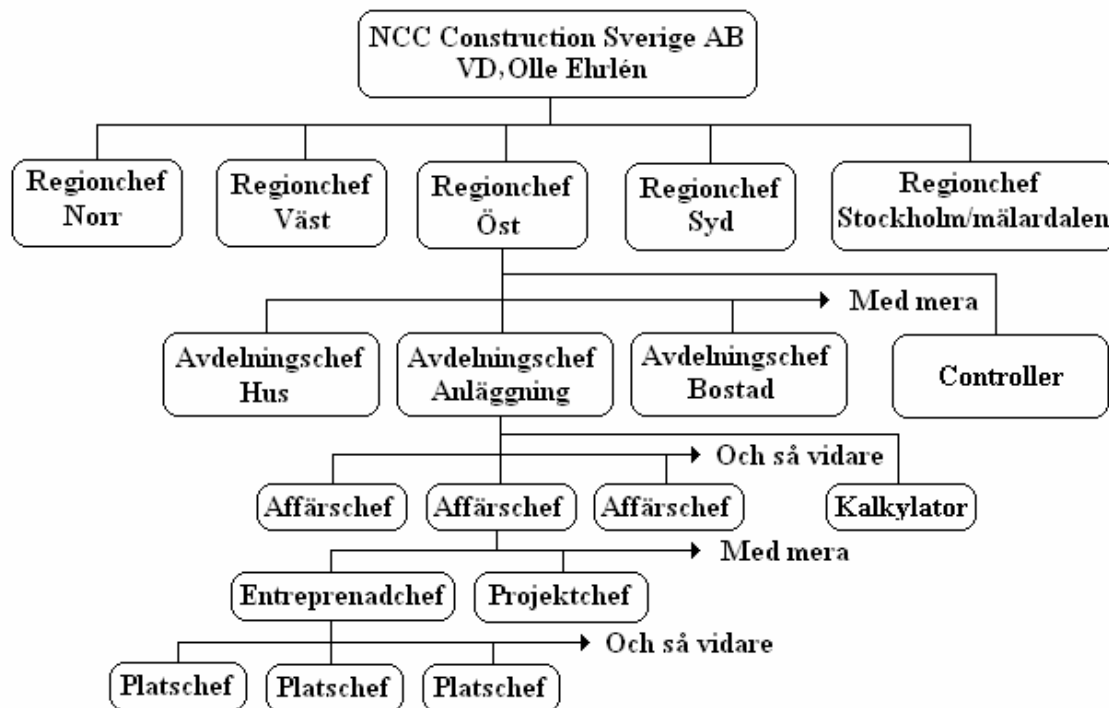 NCC Construction Sverige AB
VD, Olle Ehrlén
Regionchef
Norr
Regionchef
Väst
Regionchef
Öst
Regionchef
Syd
Regionchef
Stockholm/mälardalen
Med mera
Avdelningschef
Hus
Avdelningschef
Anläggning
Avdelningschef
Bostad
Controller
Och så vidare
Affärschef
Affärschef
Affärschef
Kalkylator
Med mera
Entreprenadchef
Projektchef
Och så vidare
Platschef
Platschef
Platschef